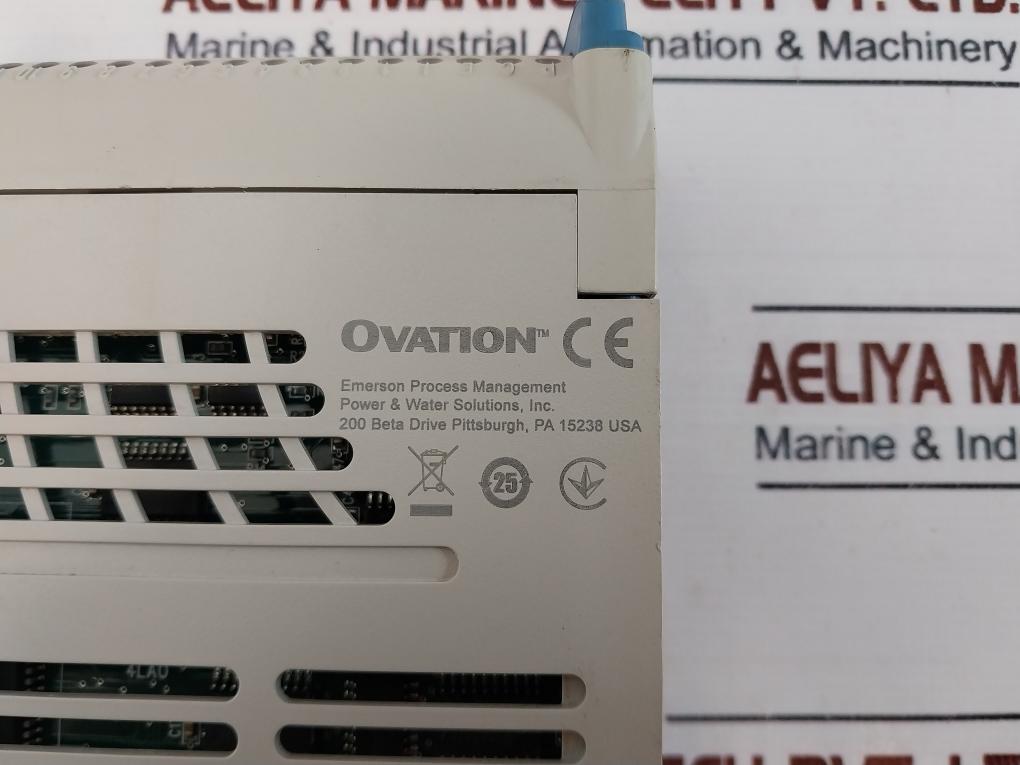 Marine & Industrial A mation & Machinery
OVATION™ CE
Emerson Process Management
Power & Water Solutions, Inc.
200 Beta Drive Pittsburgh, PA 15238 USA
25
AELIYA M
Marine & Ind
4LAO
C1